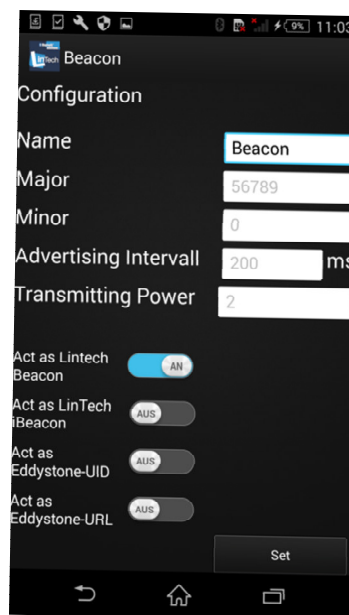 9% 11:03
LinTech Beacon
Configuration
Name Beacon
Major 56789
Minor 0
Advertising Intervall 200 ms
Transmitting Power 2
Act as Lintech
Beacon
AN
Act as LinTech
iBeacon
AUS
Act as
Eddystone-UID
AUS
Act as
Eddystone-URL
AUS
Set